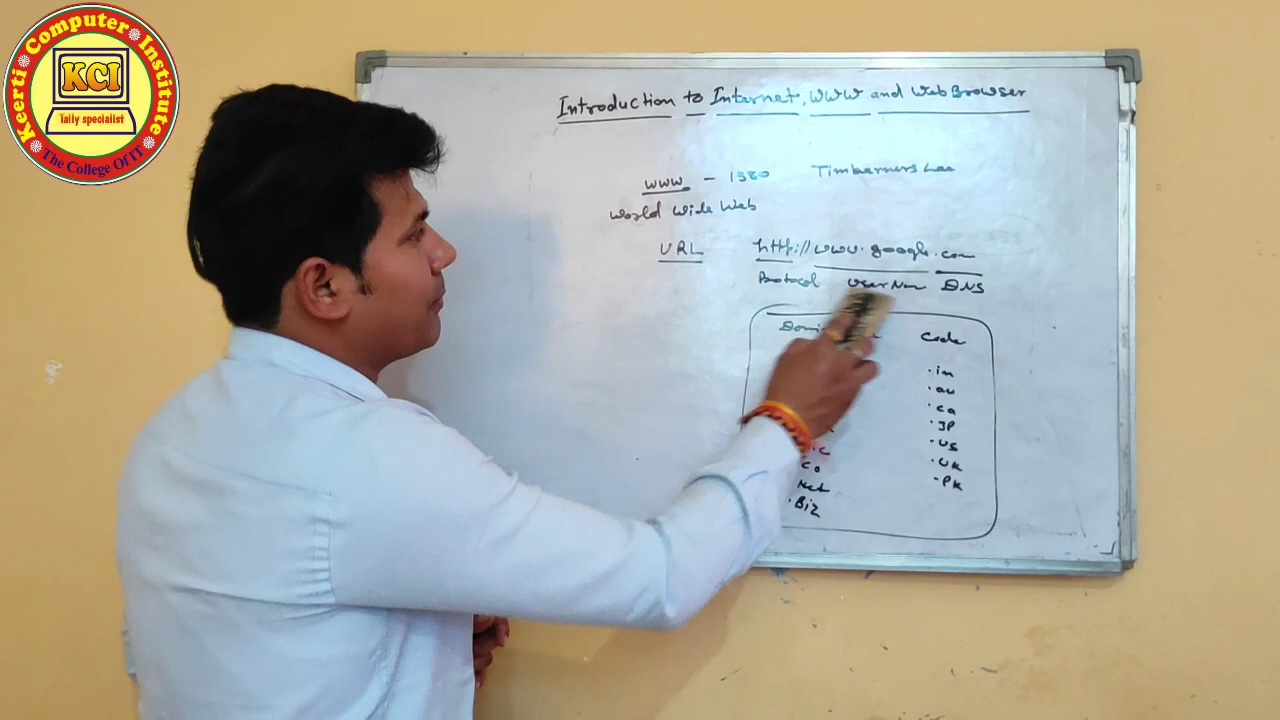 Keerti Computer Institute
KCI
Tally specialist
The College Of IT
Introduction to Internet, WWW and Web Browser
WWW - 1980 Timberners Lee
World Wide Web
URL http://www.google.com
Protocol User Nam DNS
Code
.in
.au
.ca
.JP
.US
.UK
.PK
Co
Net
.Biz